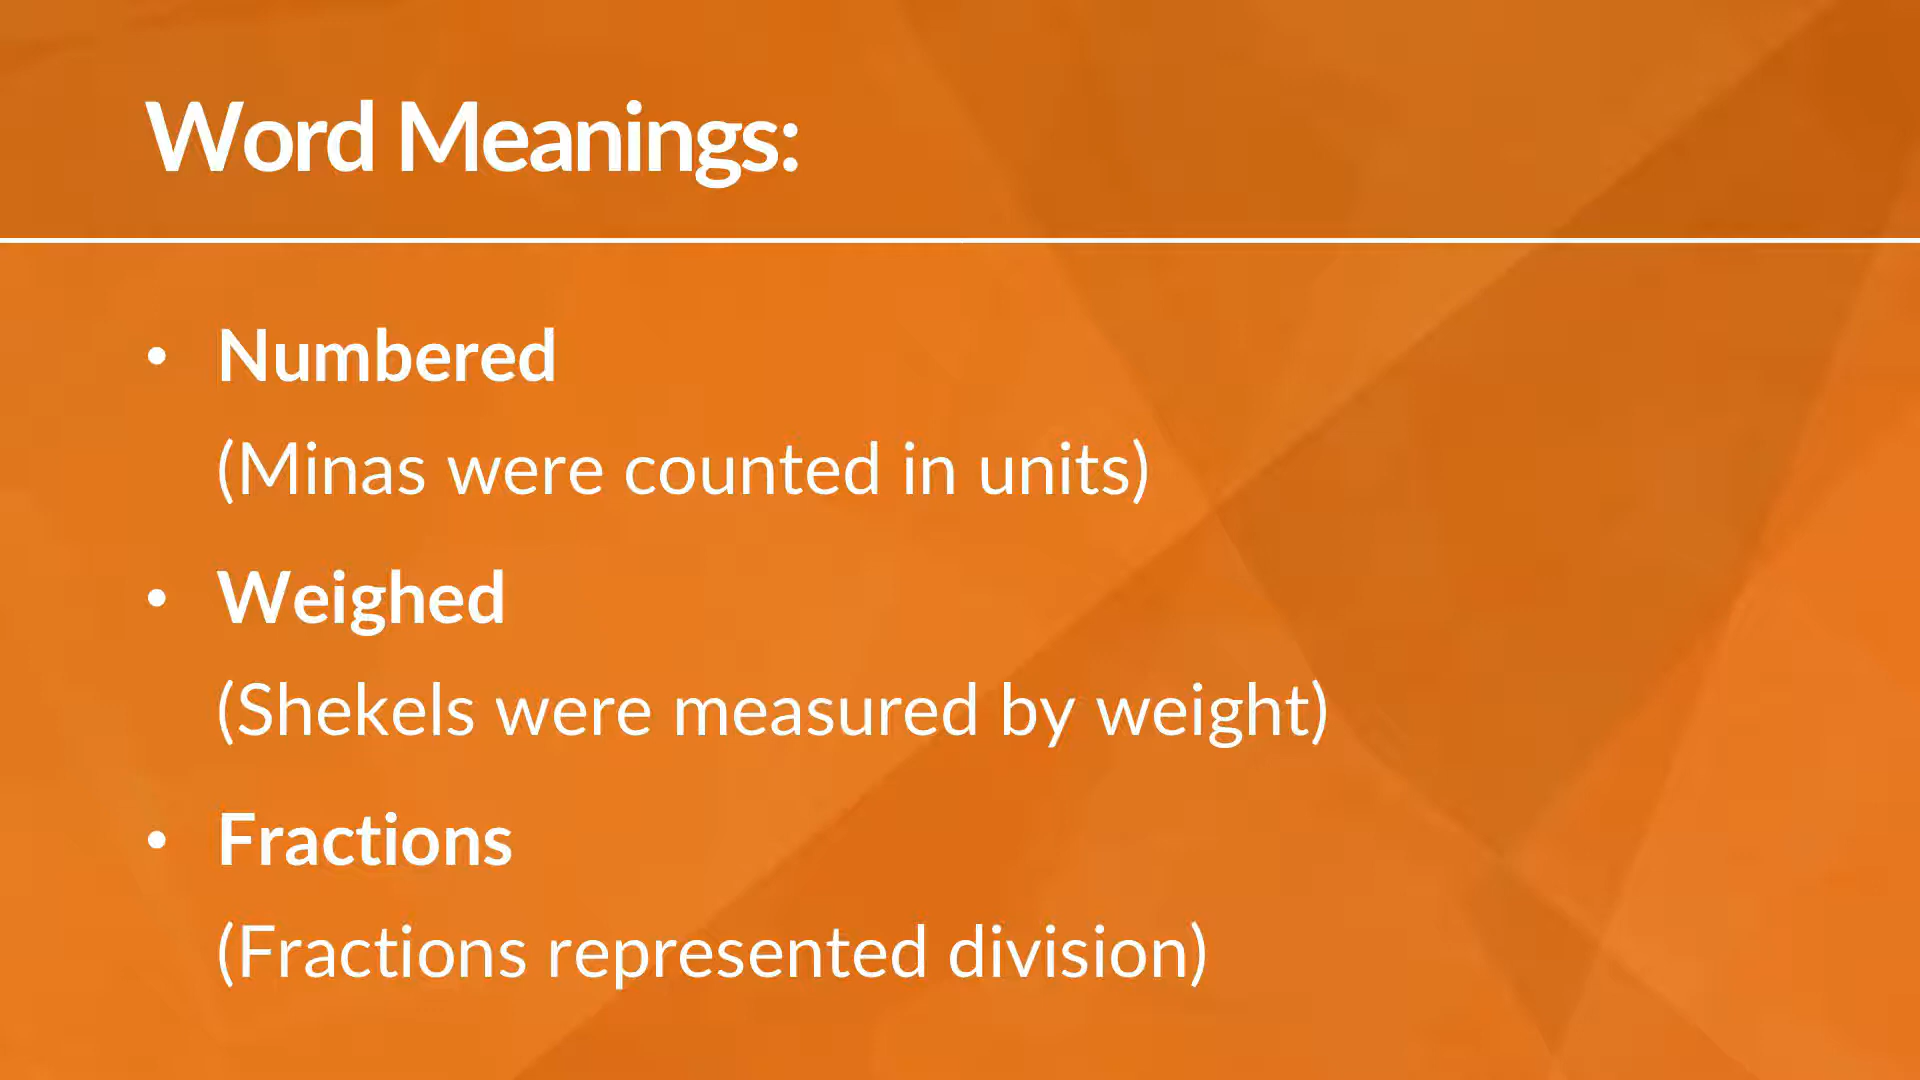 Word Meanings:
• Numbered
(Minas were counted in units)
• Weighed
(Shekels were measured by weight)
• Fractions
(Fractions represented division)